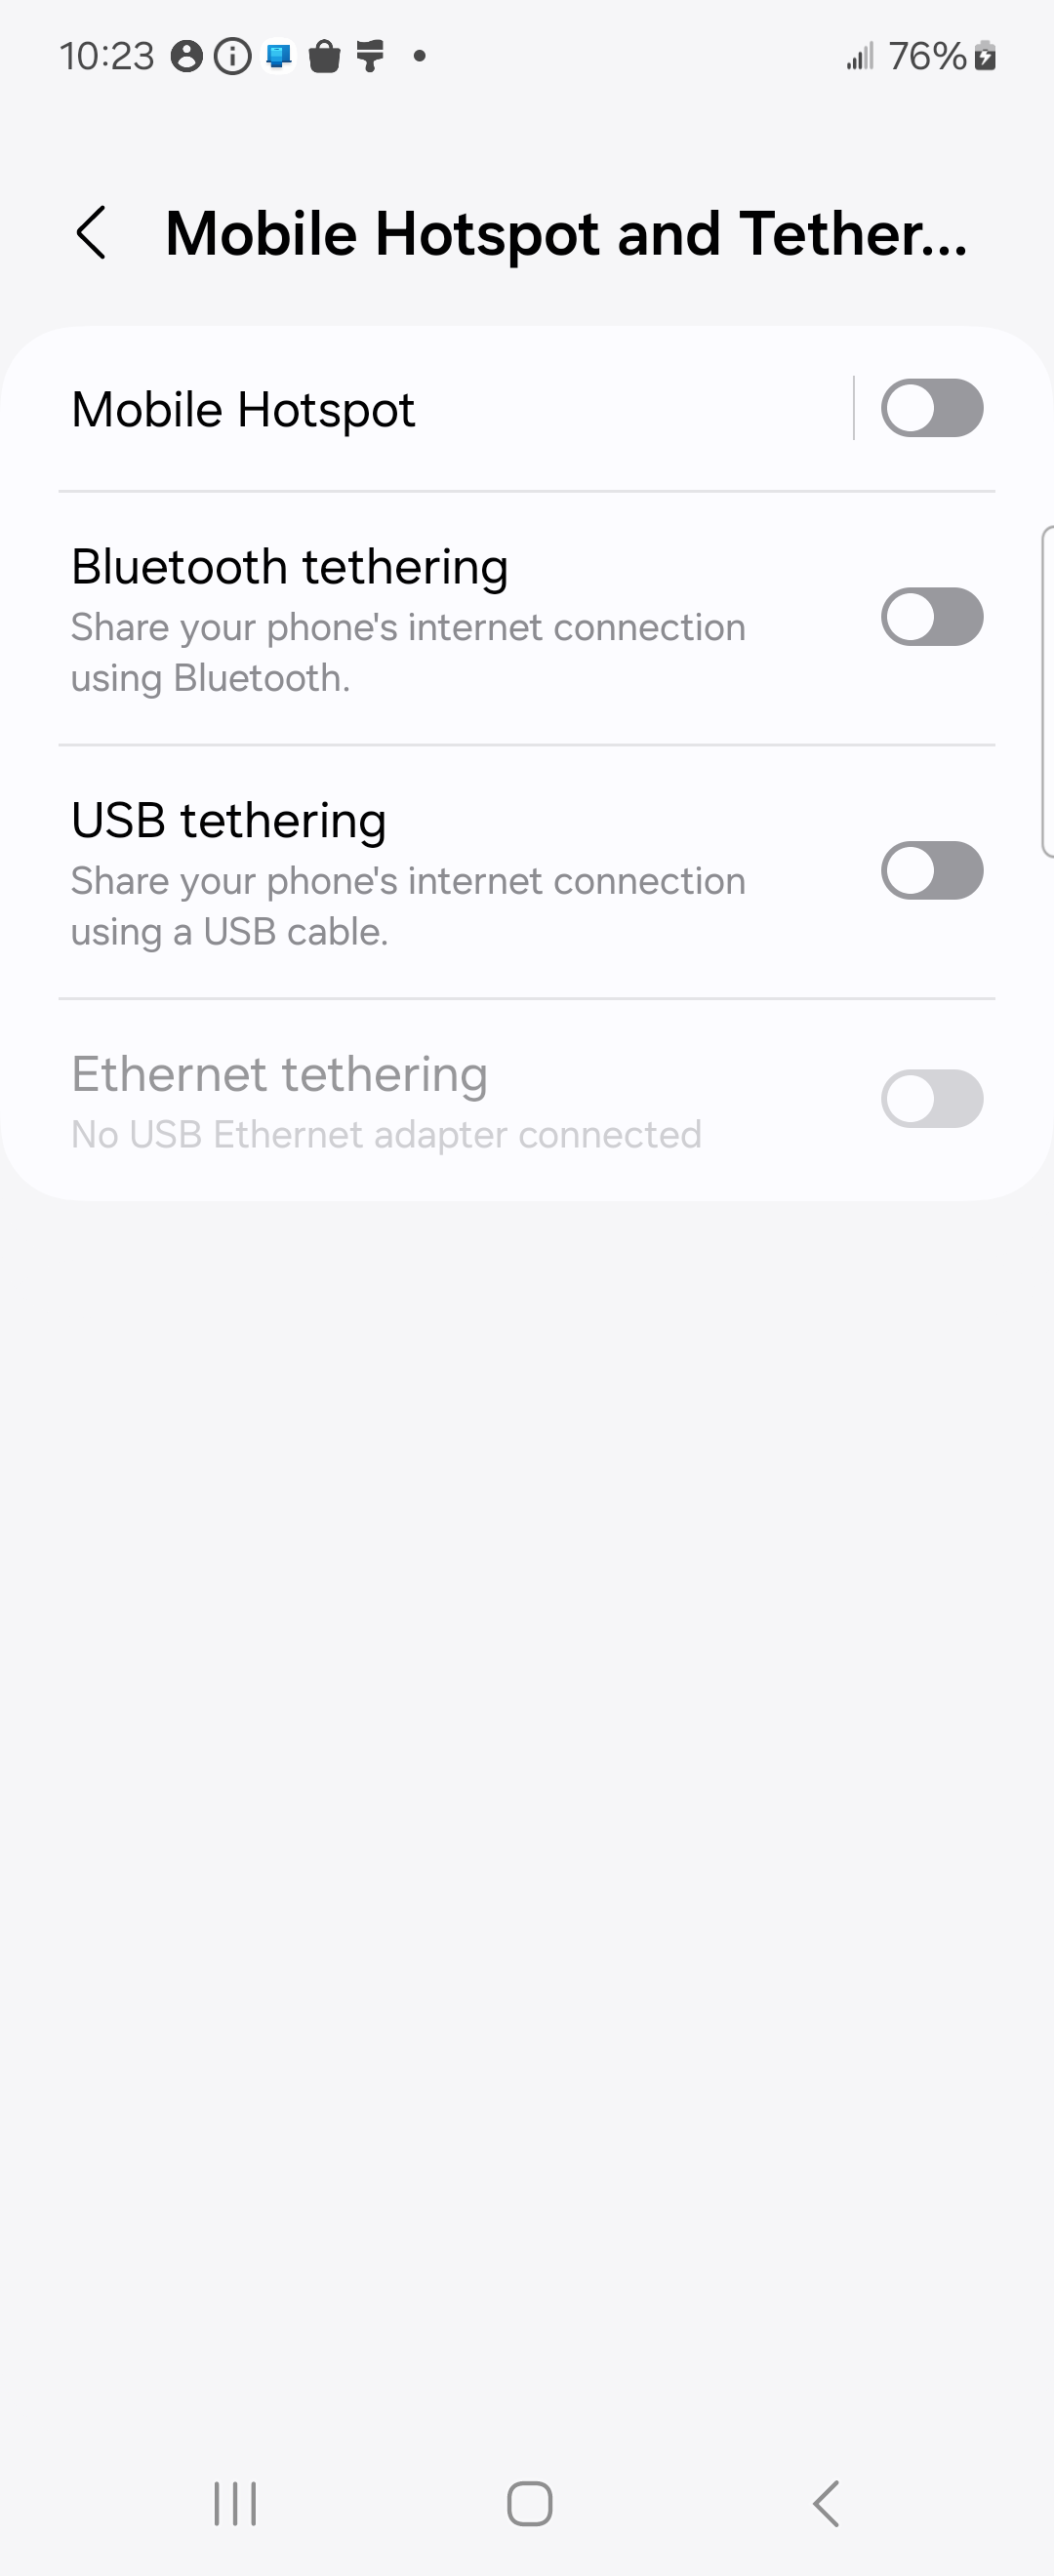 10:23
76%
Mobile Hotspot and Tether...
Mobile Hotspot
Bluetooth tethering
Share your phone's internet connection
using Bluetooth.
USB tethering
Share your phone's internet connection
using a USB cable.
Ethernet tethering
No USB Ethernet adapter connected